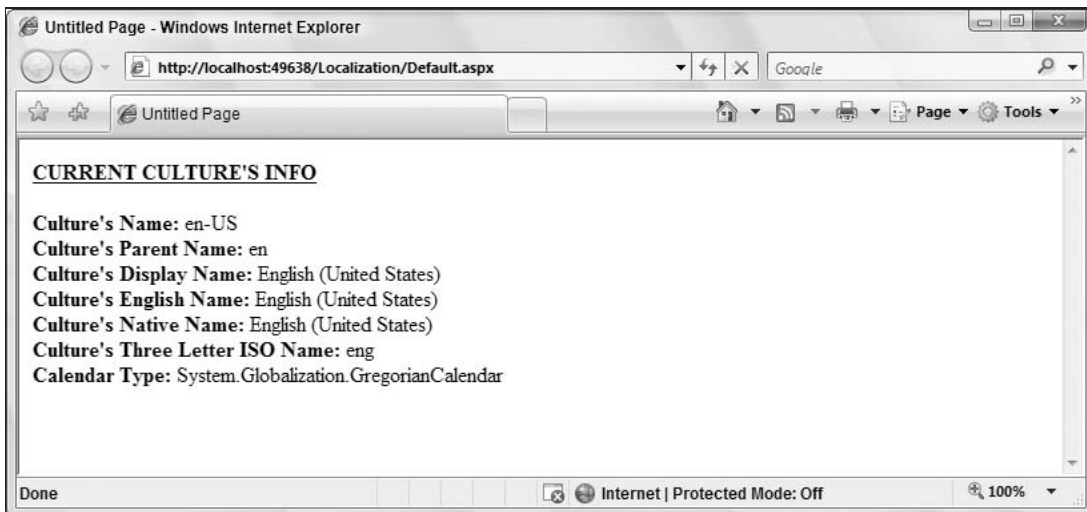 Untitled Page - Windows Internet Explorer
http://localhost:49638/Localization/Default.aspx
Google
Untitled Page
Page
Tools
CURRENT CULTURE'S INFO
Culture's Name: en-US
Culture's Parent Name: en
Culture's Display Name: English (United States)
Culture's English Name: English (United States)
Culture's Native Name: English (United States)
Culture's Three Letter ISO Name: eng
Calendar Type: System.Globalization.GregorianCalendar
Done
Internet | Protected Mode: Off
100%